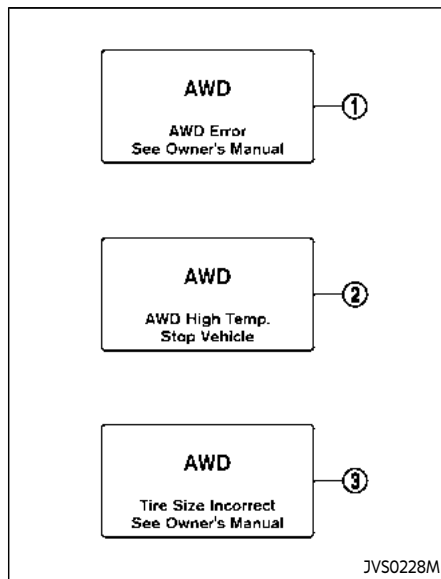 AWD
AWD Error
See Owner's Manual
①
AWD
AWD High Temp.
Stop Vehicle
②
AWD
Tire Size Incorrect
See Owner's Manual
③
JVS0228M